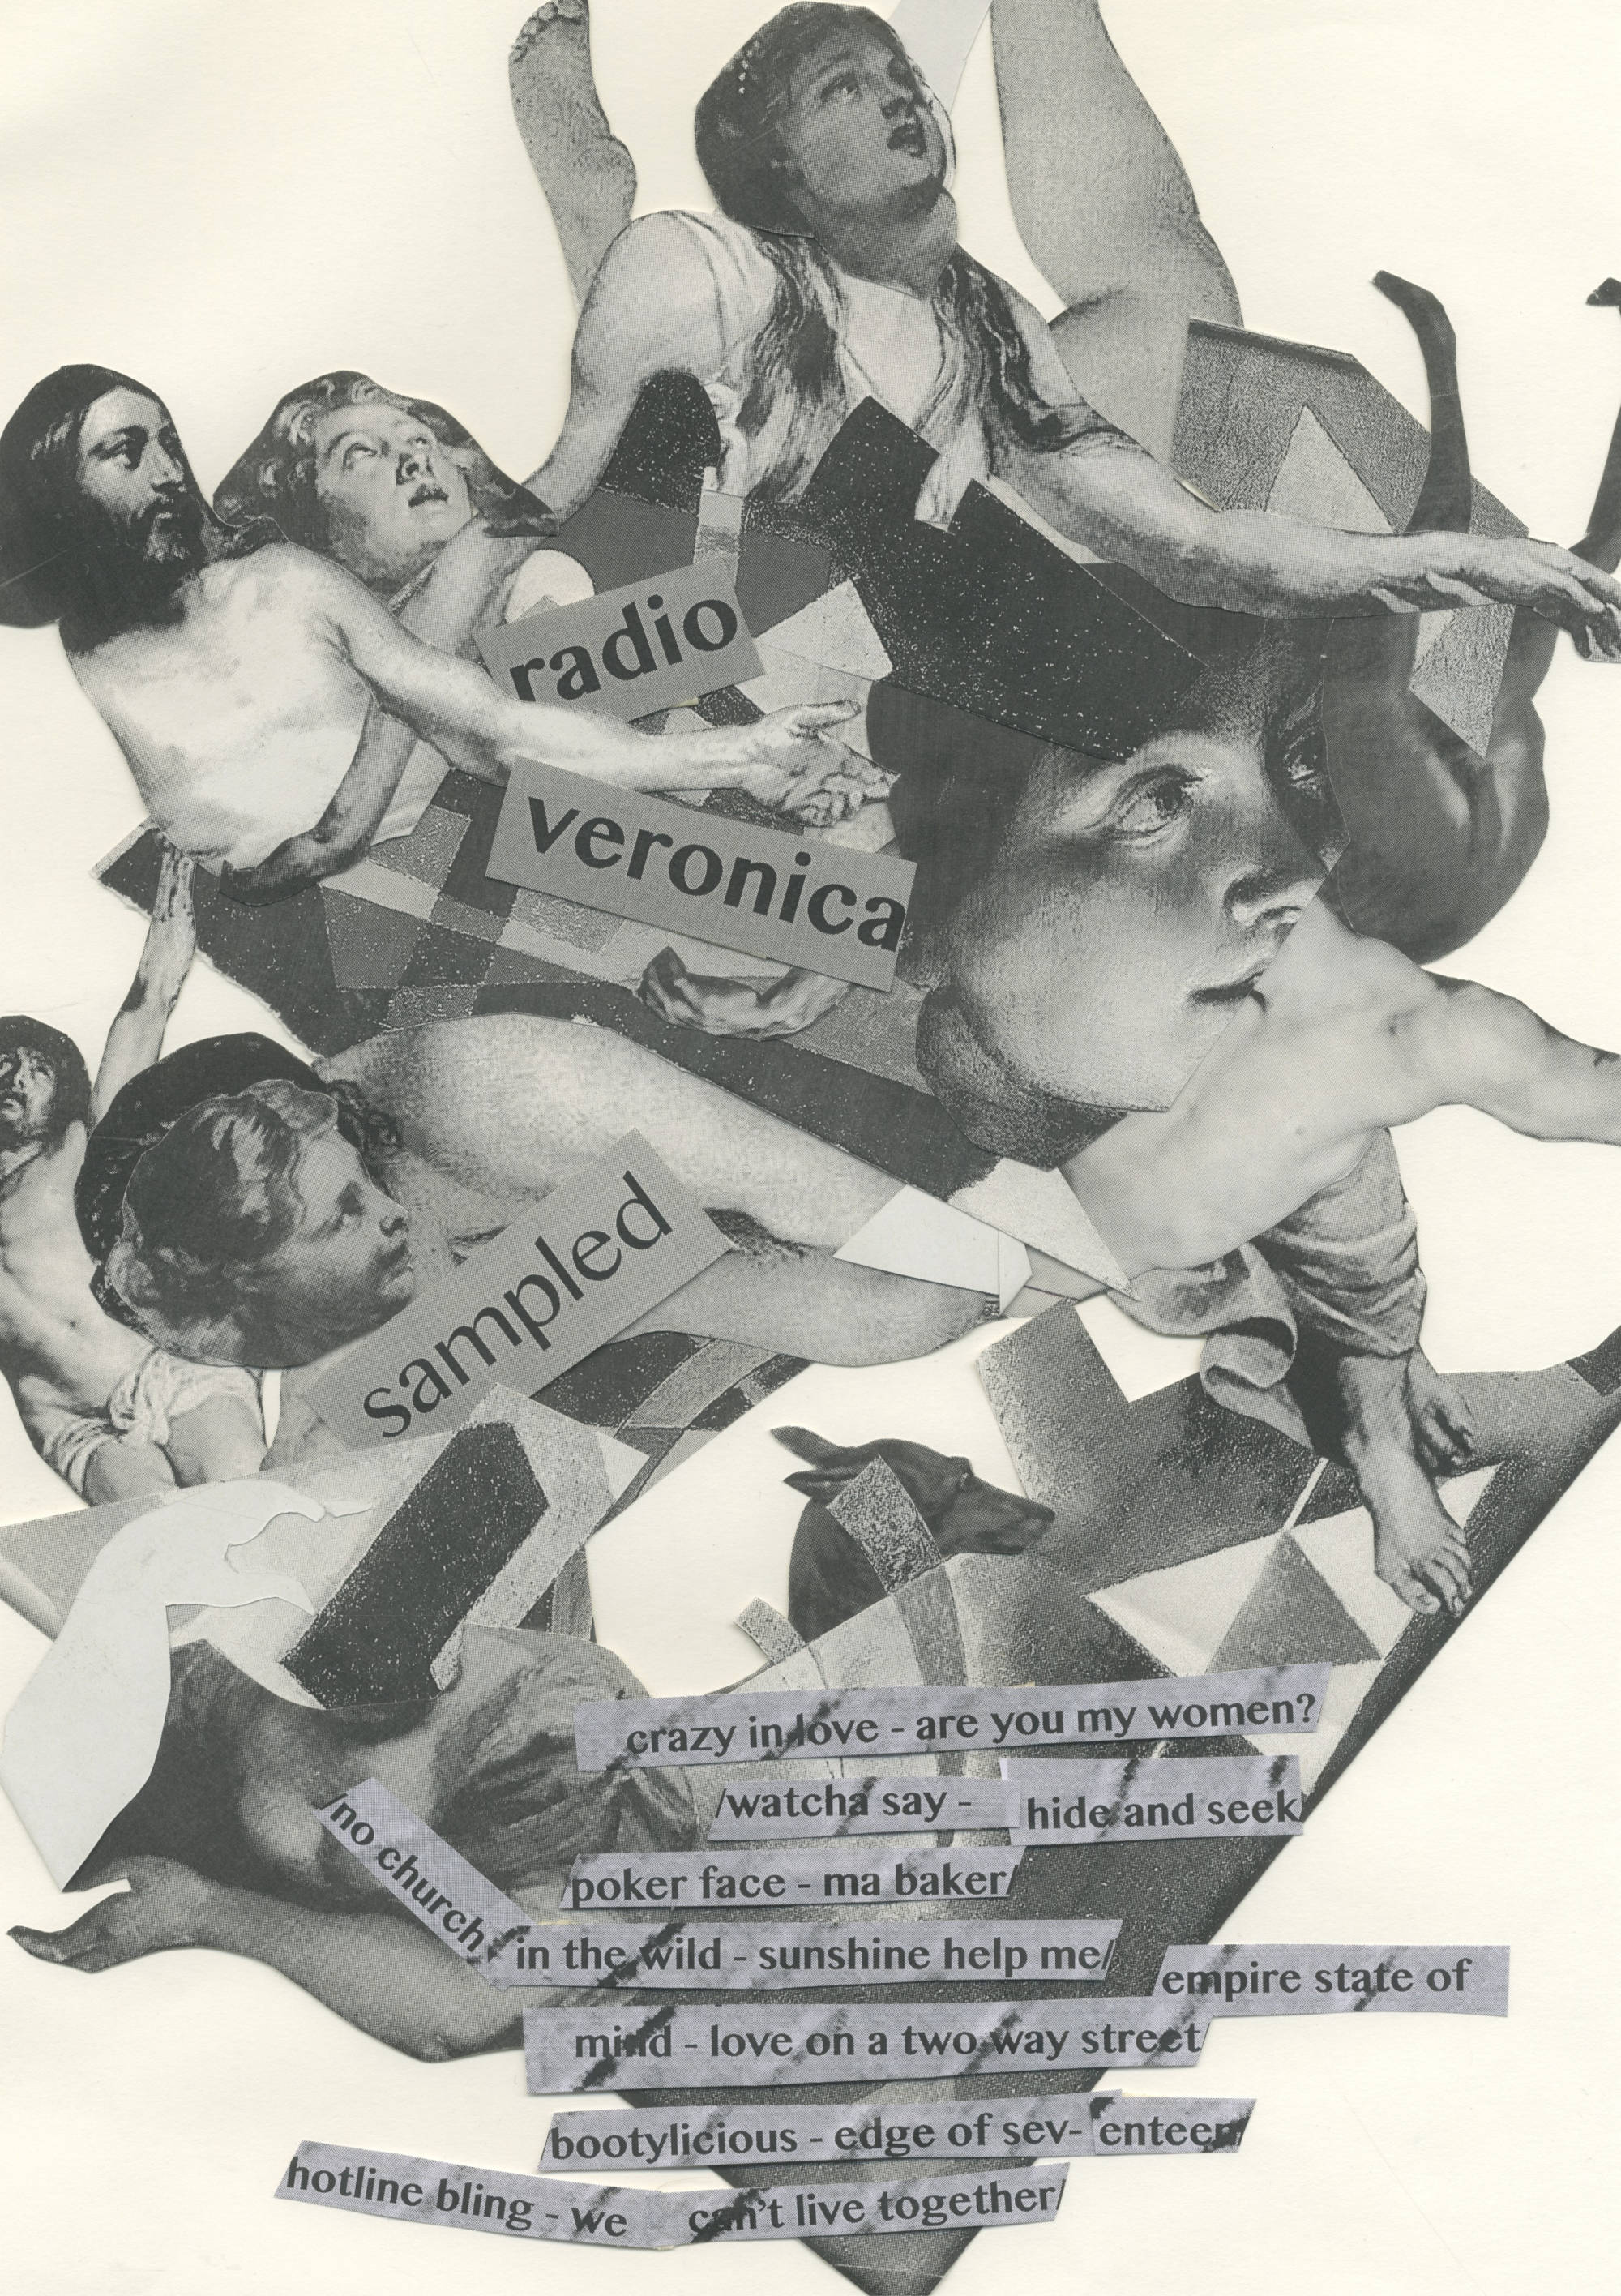 radio
veronica
sampled
crazy in love - are you my women?
/watcha say - hide and seek/
poker face - ma baker/
/no church
in the wild - sunshine help me/
empire state of
mind - love on a two way street
/bootylicious - edge of sev- enteen/
hotline bling - we can't live together/